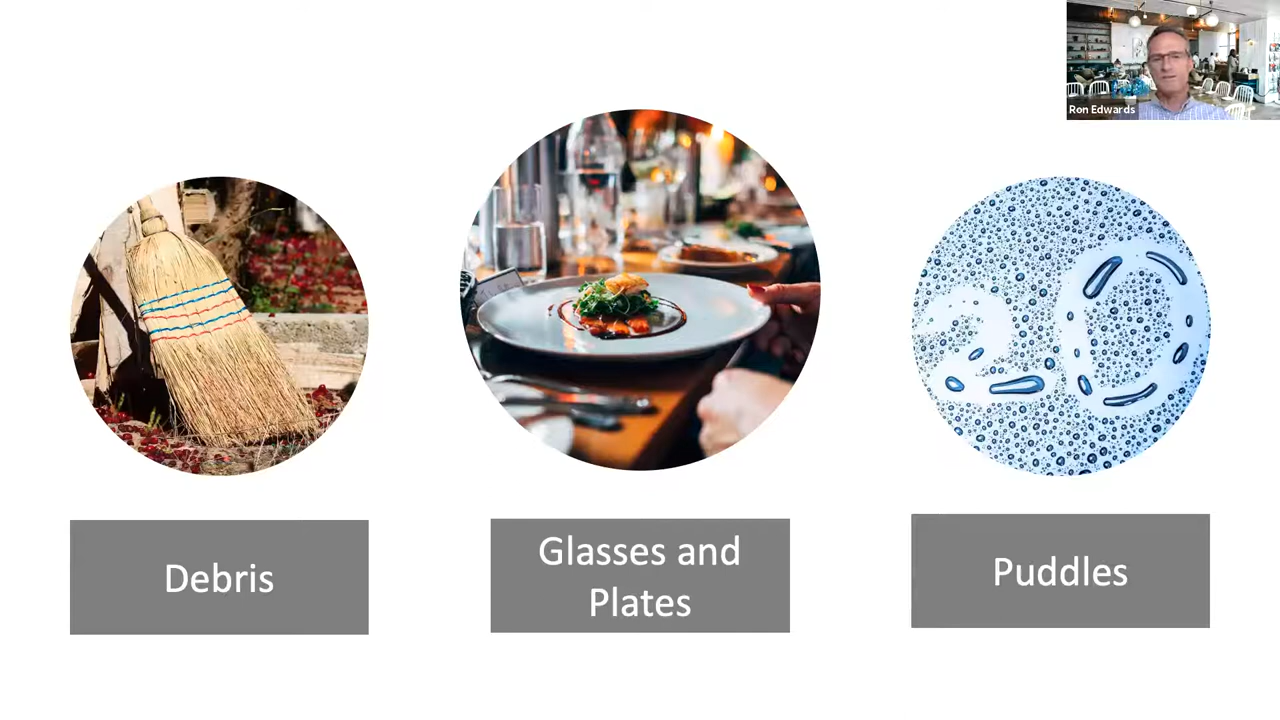 Ron Edwards
Debris
Glasses and
Plates
Puddles